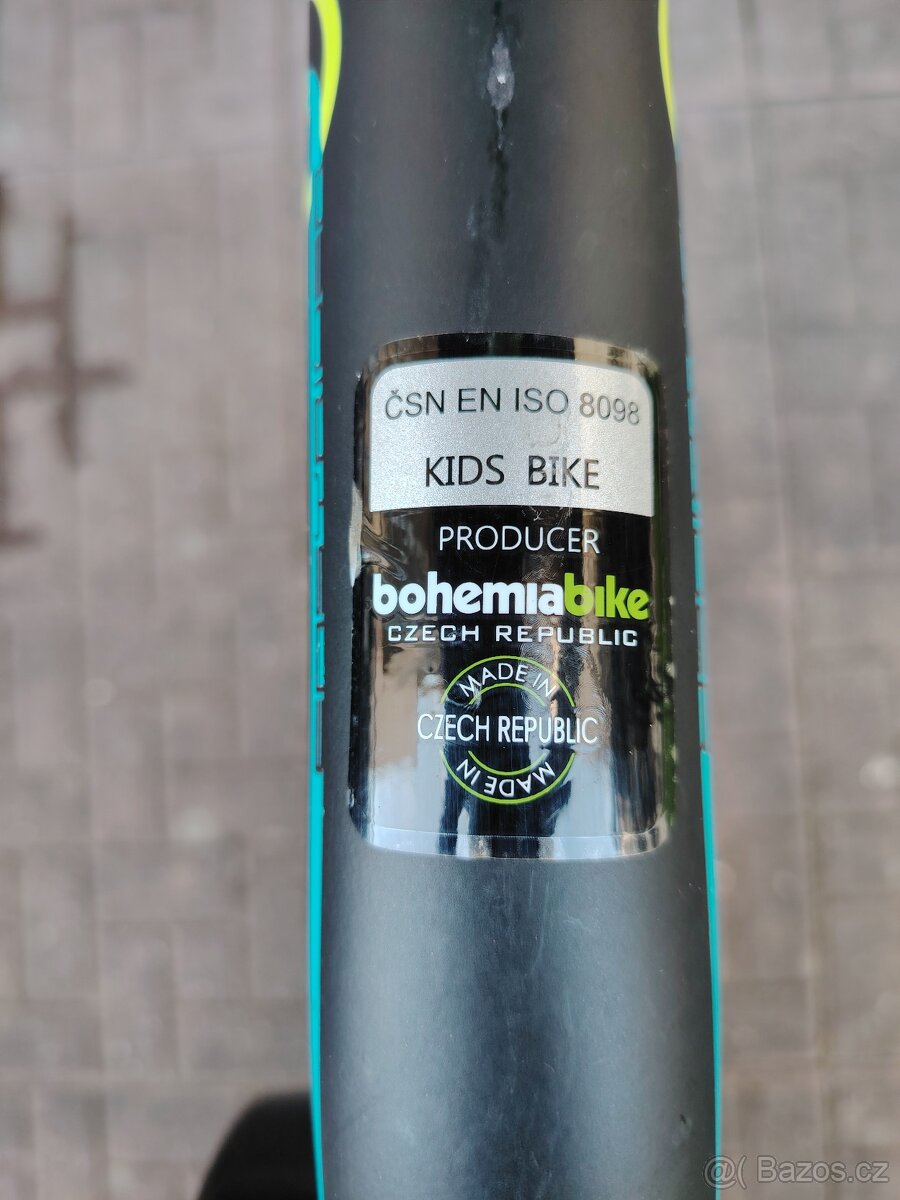 ČSN EN ISO 8098
KIDS BIKE
PRODUCER
bohemiabike
CZECH REPUBLIC
MADE IN
CZECH REPUBLIC
MADE IN
@( Bazos.cz